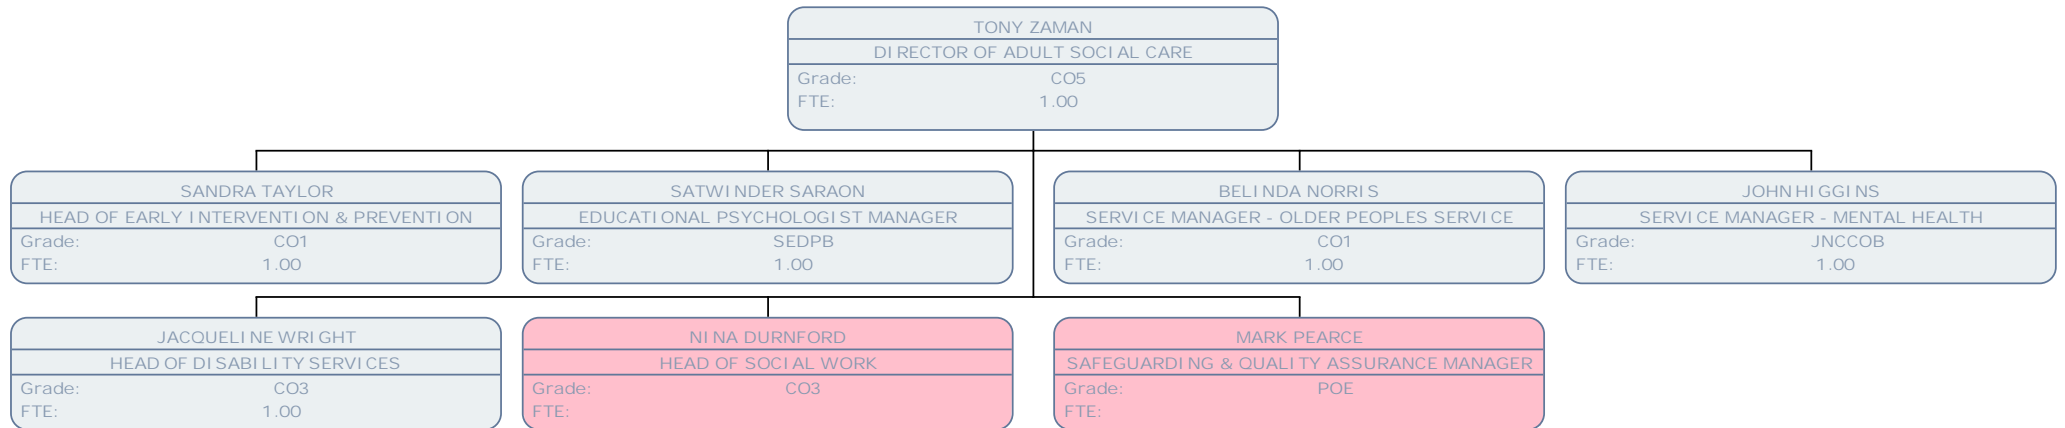 TONY ZAMAN
DIRECTOR OF ADULT SOCIAL CARE
Grade: CO5
FTE: 1.00
SANDRA TAYLOR
HEAD OF EARLY INTERVENTION & PREVENTION
Grade: CO1
FTE: 1.00
SATWINDER SARAON
EDUCATIONAL PSYCHOLOGIST MANAGER
Grade: SEDPB
FTE: 1.00
BELINDA NORRIS
SERVICE MANAGER - OLDER PEOPLES SERVICE
Grade: CO1
FTE: 1.00
JOHN HIGGINS
SERVICE MANAGER - MENTAL HEALTH
Grade: JNCCOB
FTE: 1.00
JACQUELINE WRIGHT
HEAD OF DISABILITY SERVICES
Grade: CO3
FTE: 1.00
NINA DURNFORD
HEAD OF SOCIAL WORK
Grade: CO3
FTE:
MARK PEARCE
SAFEGUARDING & QUALITY ASSURANCE MANAGER
Grade: POE
FTE: